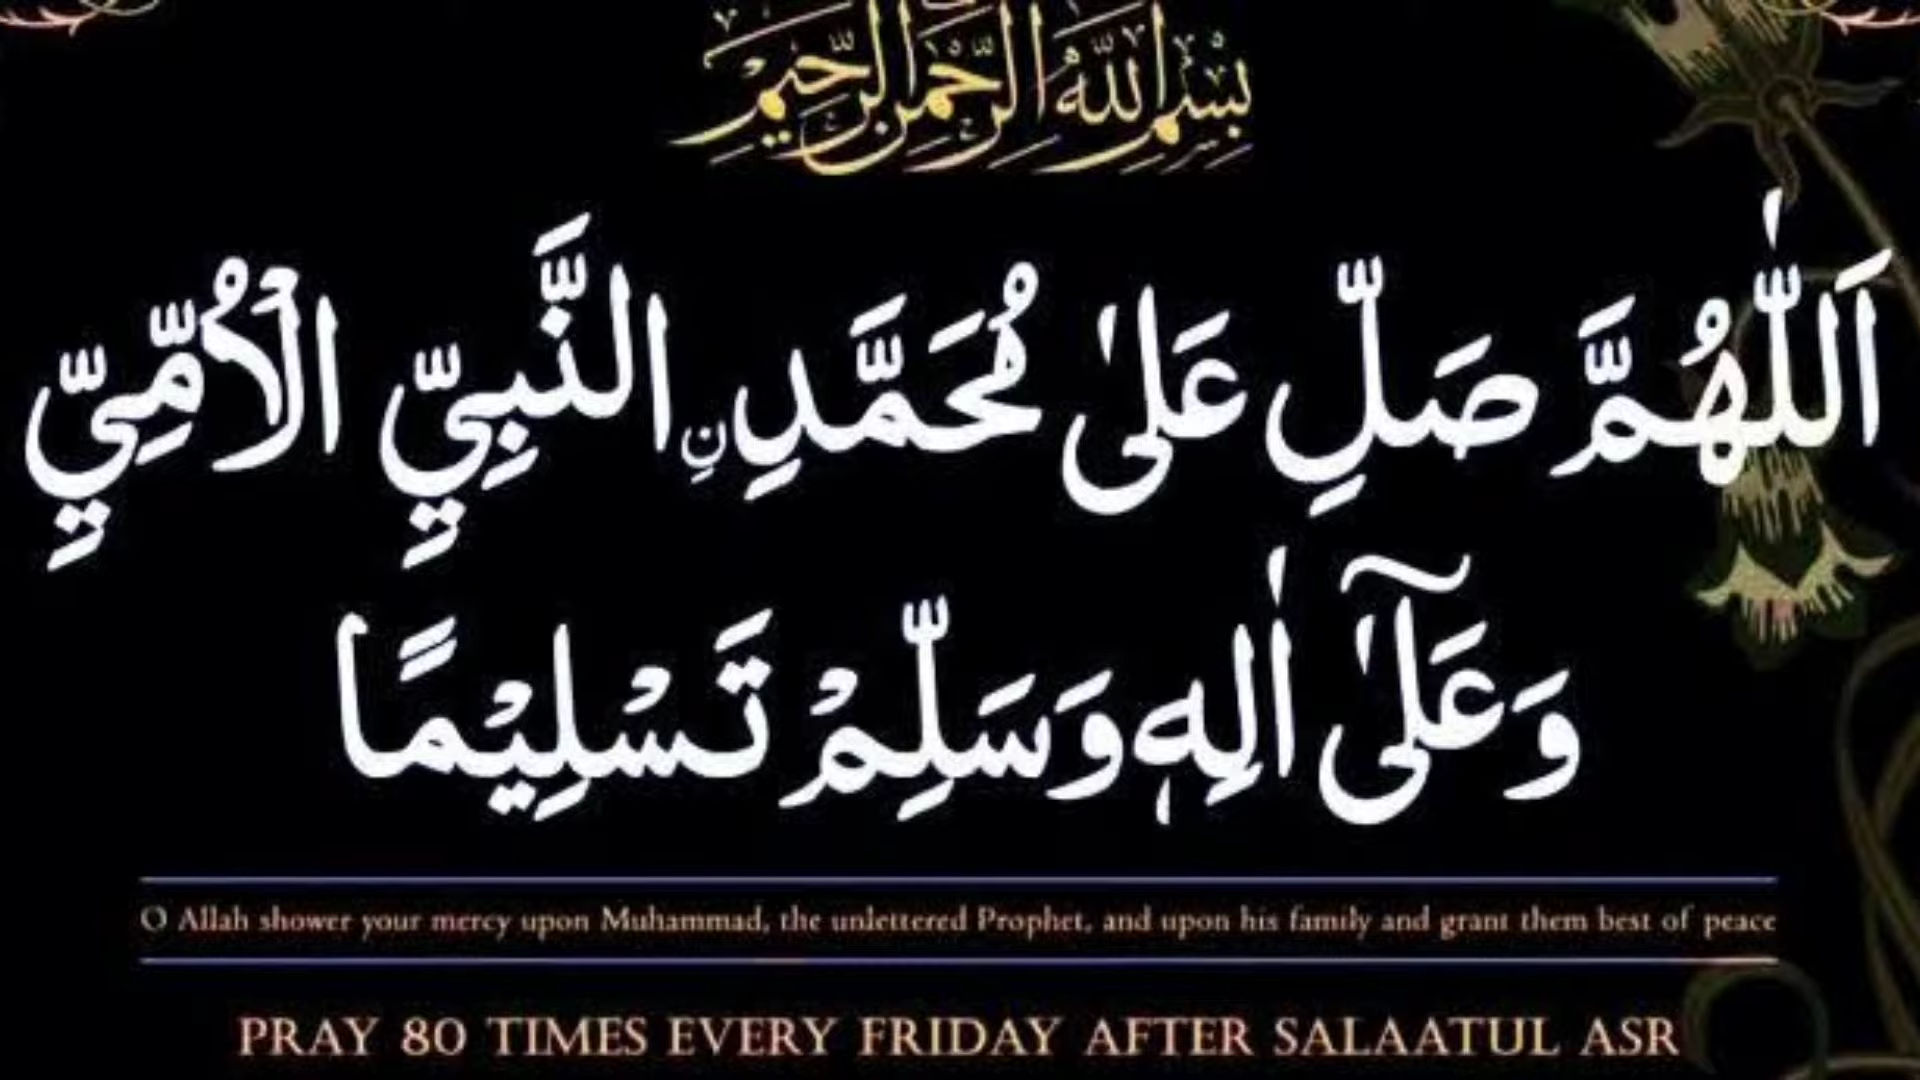 بِسْمِ اللّٰهِ الرَّحْمٰنِ الرَّحِيْمِ
اَللّٰهُمَّ صَلِّ عَلٰى مُحَمَّدِ نِ النَّبِيِّ الْاُمِّيِّ
وَعَلٰٓى اٰلِهٖ وَسَلِّمْ تَسْلِيْمًا
O Allah shower your mercy upon Muhammad, the unlettered Prophet, and upon his family and grant them best of peace
PRAY 80 TIMES EVERY FRIDAY AFTER SALAATUL ASR